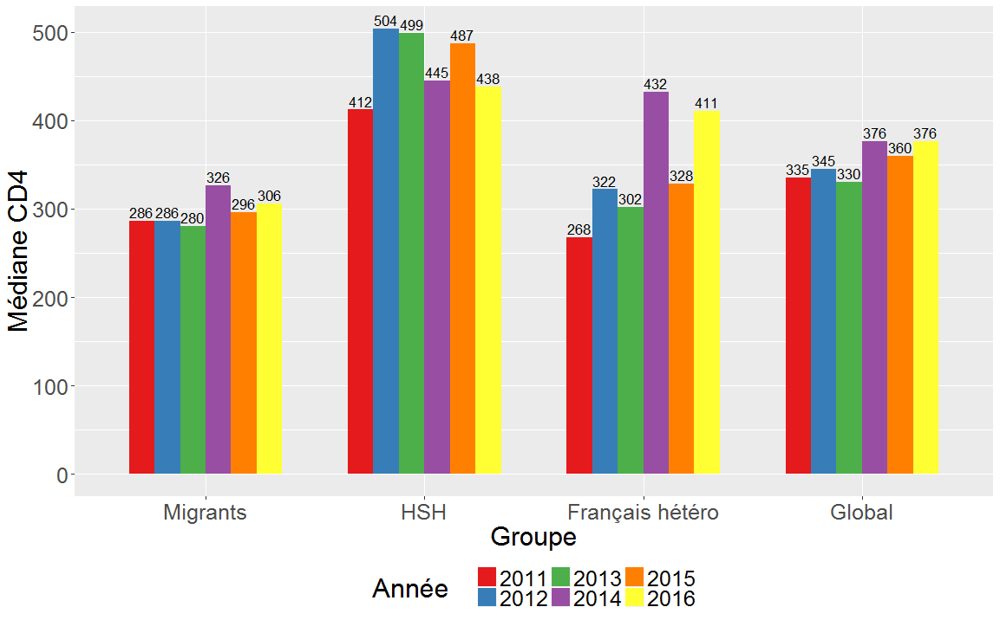 Médiane CD4
500
400
300
200
100
0
286 286 280 326 296 306
412 504 499 445 487 438
268 322 302 432 328 411
335 345 330 376 360 376
Migrants HSH Français hétéro Global
Groupe
Année
2011 2013 2015
2012 2014 2016